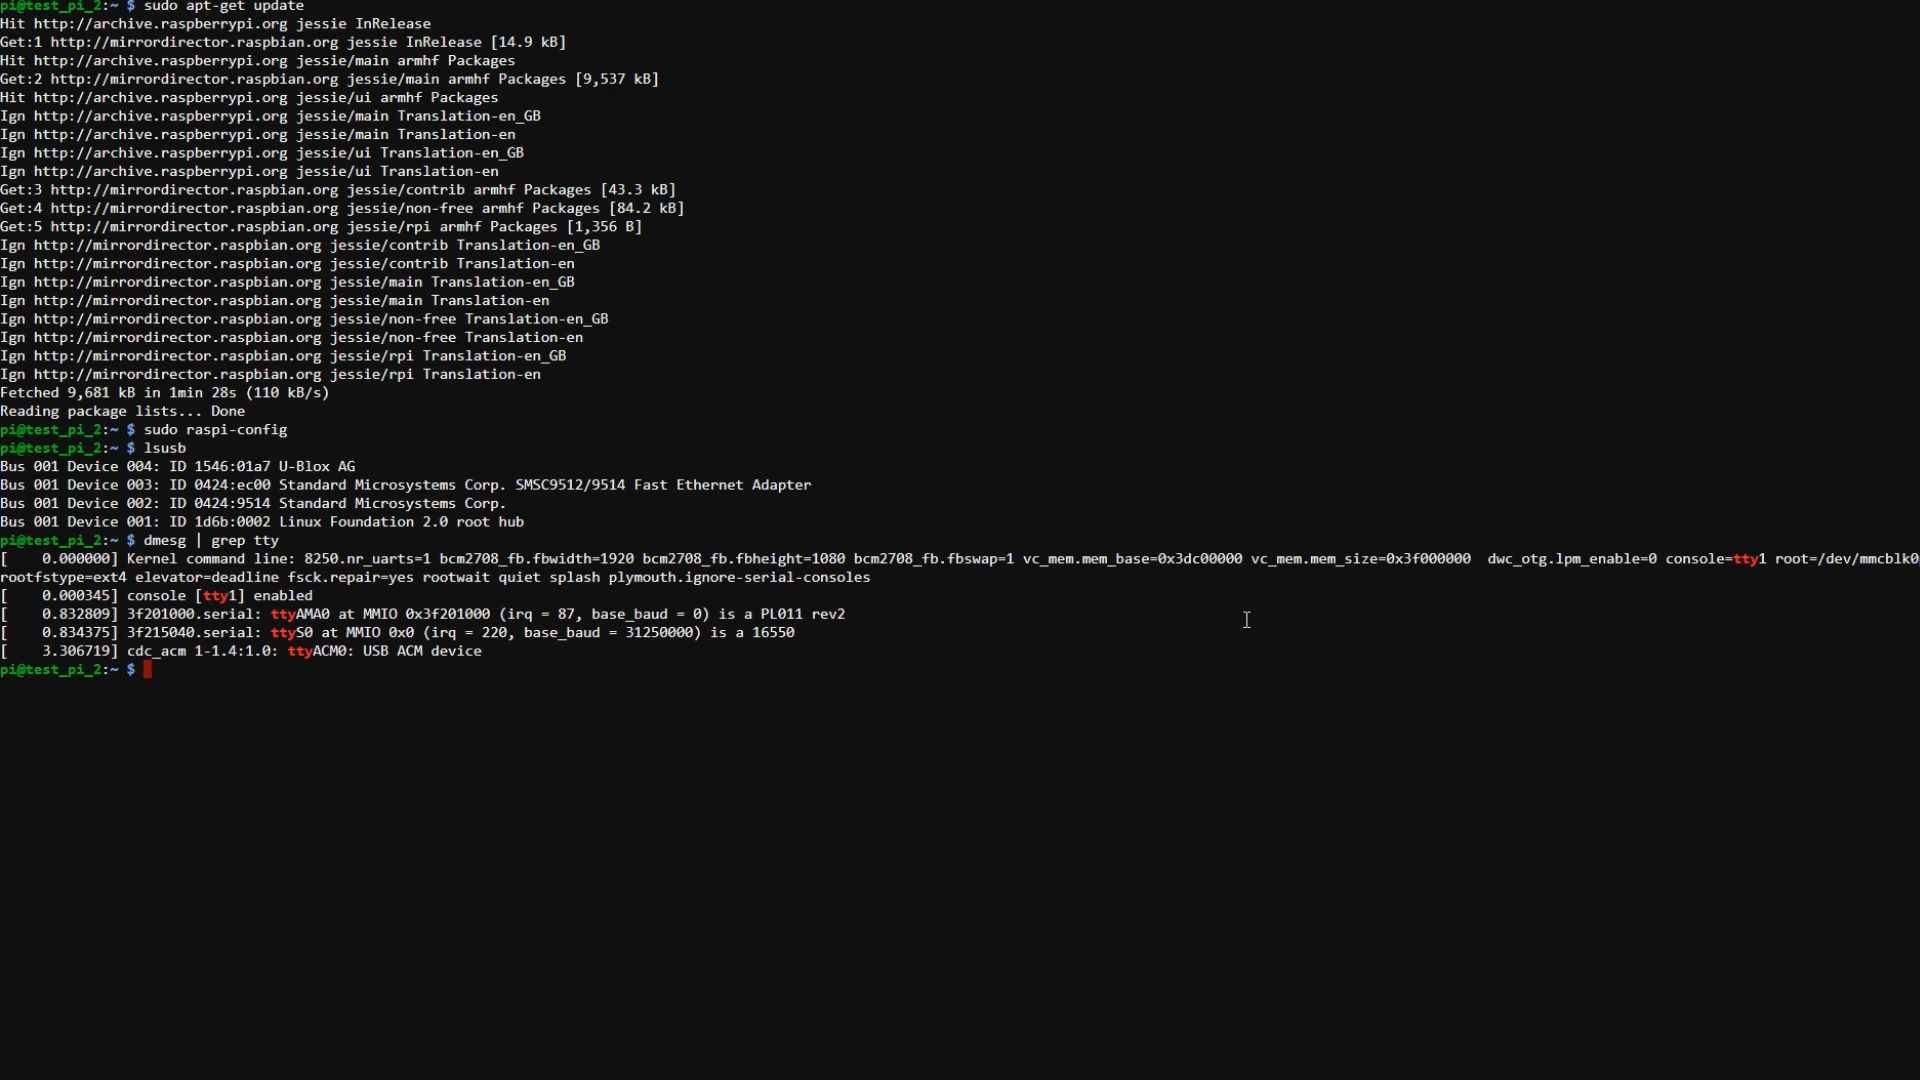 pi@test_pi_2:~ $ sudo apt-get update
Hit http://archive.raspberrypi.org jessie InRelease
Get:1 http://mirrordirector.raspbian.org jessie InRelease [14.9 kB]
Hit http://archive.raspberrypi.org jessie/main armhf Packages
Get:2 http://mirrordirector.raspbian.org jessie/main armhf Packages [9,537 kB]
Hit http://archive.raspberrypi.org jessie/ui armhf Packages
Ign http://archive.raspberrypi.org jessie/main Translation-en_GB
Ign http://archive.raspberrypi.org jessie/main Translation-en
Ign http://archive.raspberrypi.org jessie/ui Translation-en_GB
Ign http://archive.raspberrypi.org jessie/ui Translation-en
Get:3 http://mirrordirector.raspbian.org jessie/contrib armhf Packages [43.3 kB]
Get:4 http://mirrordirector.raspbian.org jessie/non-free armhf Packages [84.2 kB]
Get:5 http://mirrordirector.raspbian.org jessie/rpi armhf Packages [1,356 B]
Ign http://mirrordirector.raspbian.org jessie/contrib Translation-en_GB
Ign http://mirrordirector.raspbian.org jessie/contrib Translation-en
Ign http://mirrordirector.raspbian.org jessie/main Translation-en_GB
Ign http://mirrordirector.raspbian.org jessie/main Translation-en
Ign http://mirrordirector.raspbian.org jessie/non-free Translation-en_GB
Ign http://mirrordirector.raspbian.org jessie/non-free Translation-en
Ign http://mirrordirector.raspbian.org jessie/rpi Translation-en_GB
Ign http://mirrordirector.raspbian.org jessie/rpi Translation-en
Fetched 9,681 kB in 1min 28s (110 kB/s)
Reading package lists... Done
pi@test_pi_2:~ $ sudo raspi-config
pi@test_pi_2:~ $ lsusb
Bus 001 Device 004: ID 1546:01a7 U-Blox AG
Bus 001 Device 003: ID 0424:ec00 Standard Microsystems Corp. SMSC9512/9514 Fast Ethernet Adapter
Bus 001 Device 002: ID 0424:9514 Standard Microsystems Corp.
Bus 001 Device 001: ID 1d6b:0002 Linux Foundation 2.0 root hub
pi@test_pi_2:~ $ dmesg | grep tty
[    0.000000] Kernel command line: 8250.nr_uarts=1 bcm2708_fb.fbwidth=1920 bcm2708_fb.fbheight=1080 bcm2708_fb.fbswap=1 vc_mem.mem_base=0x3dc00000 vc_mem.mem_size=0x3f000000  dwc_otg.lpm_enable=0 console=tty1 root=/dev/mmcblk0
rootfstype=ext4 elevator=deadline fsck.repair=yes rootwait quiet splash plymouth.ignore-serial-consoles
[    0.000345] console [tty1] enabled
[    0.832809] 3f201000.serial: ttyAMA0 at MMIO 0x3f201000 (irq = 87, base_baud = 0) is a PL011 rev2
[    0.834375] 3f215040.serial: ttyS0 at MMIO 0x0 (irq = 220, base_baud = 31250000) is a 16550
[    3.306719] cdc_acm 1-1.4:1.0: ttyACM0: USB ACM device
pi@test_pi_2:~ $